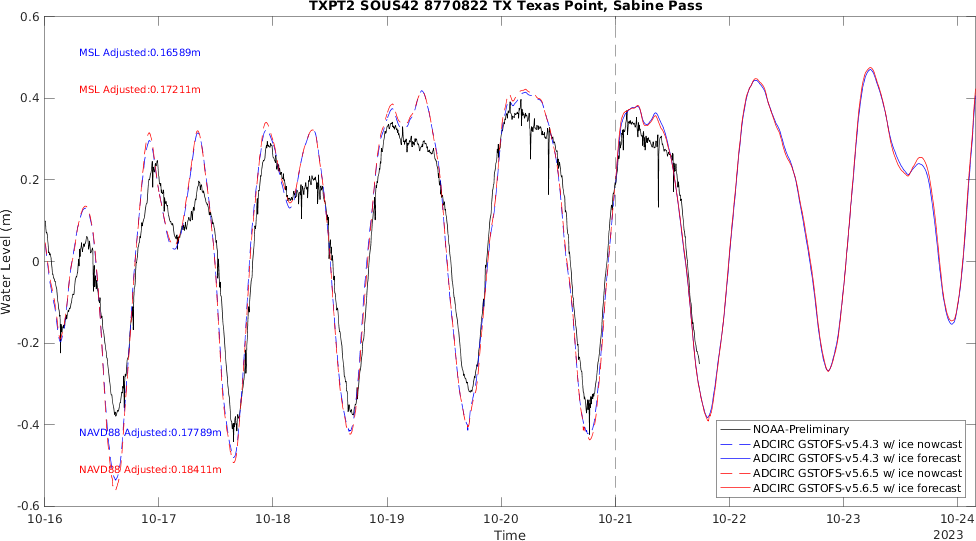 TXPT2 SOUS42 8770822 TX Texas Point, Sabine Pass
0.6
MSL Adjusted:0.16589m
MSL Adjusted:0.17211m
0.4
0.2
0
-0.2
-0.4
-0.6
Water Level (m)
NAVD88 Adjusted:0.17789m
NAVD88 Adjusted:0.18411m
NOAA-Preliminary
ADCIRC GSTOFS-v5.4.3 w/ ice nowcast
ADCIRC GSTOFS-v5.4.3 w/ ice forecast
ADCIRC GSTOFS-v5.6.5 w/ ice nowcast
ADCIRC GSTOFS-v5.6.5 w/ ice forecast
10-16 10-17 10-18 10-19 10-20 10-21 10-22 10-23 10-24
Time
2023